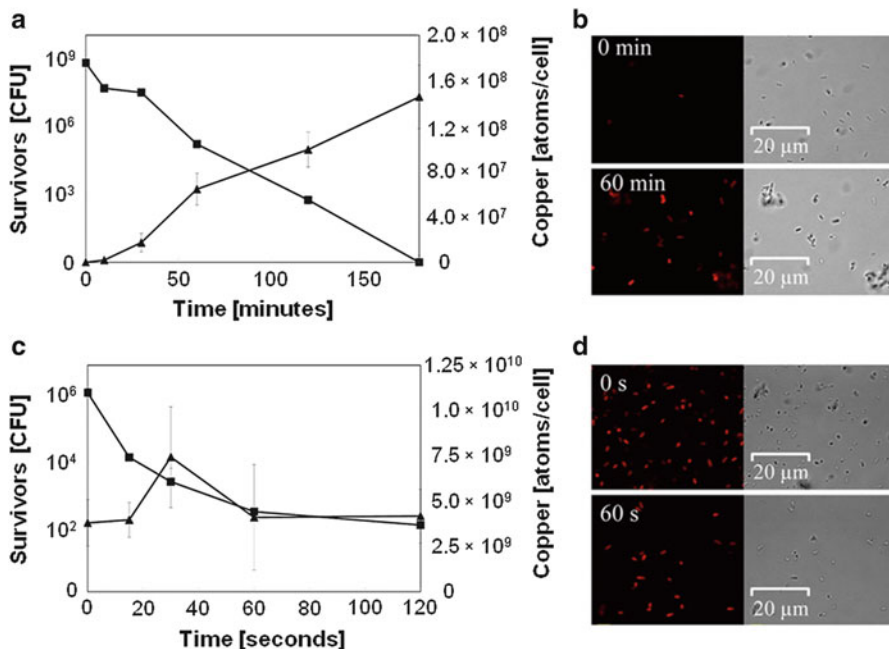 a
Survivors [CFU]
10⁹
10⁶
10³
0
2.0 × 10⁸
1.6 × 10⁸
1.2 × 10⁸
8.0 × 10⁷
4.0 × 10⁷
0
Copper [atoms/cell]
0 50 100 150
Time [minutes]
b
0 min
20 µm
60 min
20 µm
c
Survivors [CFU]
10⁶
10⁴
10²
0
1.25 × 10¹⁰
1.0 × 10¹⁰
7.5 × 10⁹
5.0 × 10⁹
2.5 × 10⁹
0
Copper [atoms/cell]
0 20 40 60 80 100 120
Time [seconds]
d
0 s
20 µm
60 s
20 µm